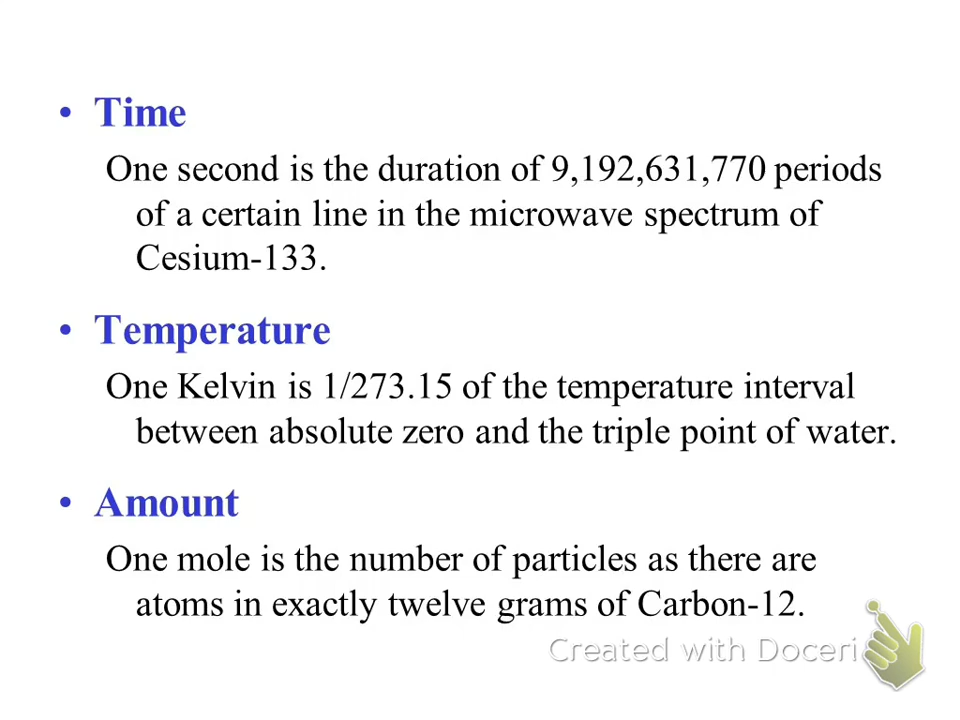 • Time
One second is the duration of 9,192,631,770 periods
of a certain line in the microwave spectrum of
Cesium-133.
• Temperature
One Kelvin is 1/273.15 of the temperature interval
between absolute zero and the triple point of water.
• Amount
One mole is the number of particles as there are
atoms in exactly twelve grams of Carbon-12.
Created with Doceri